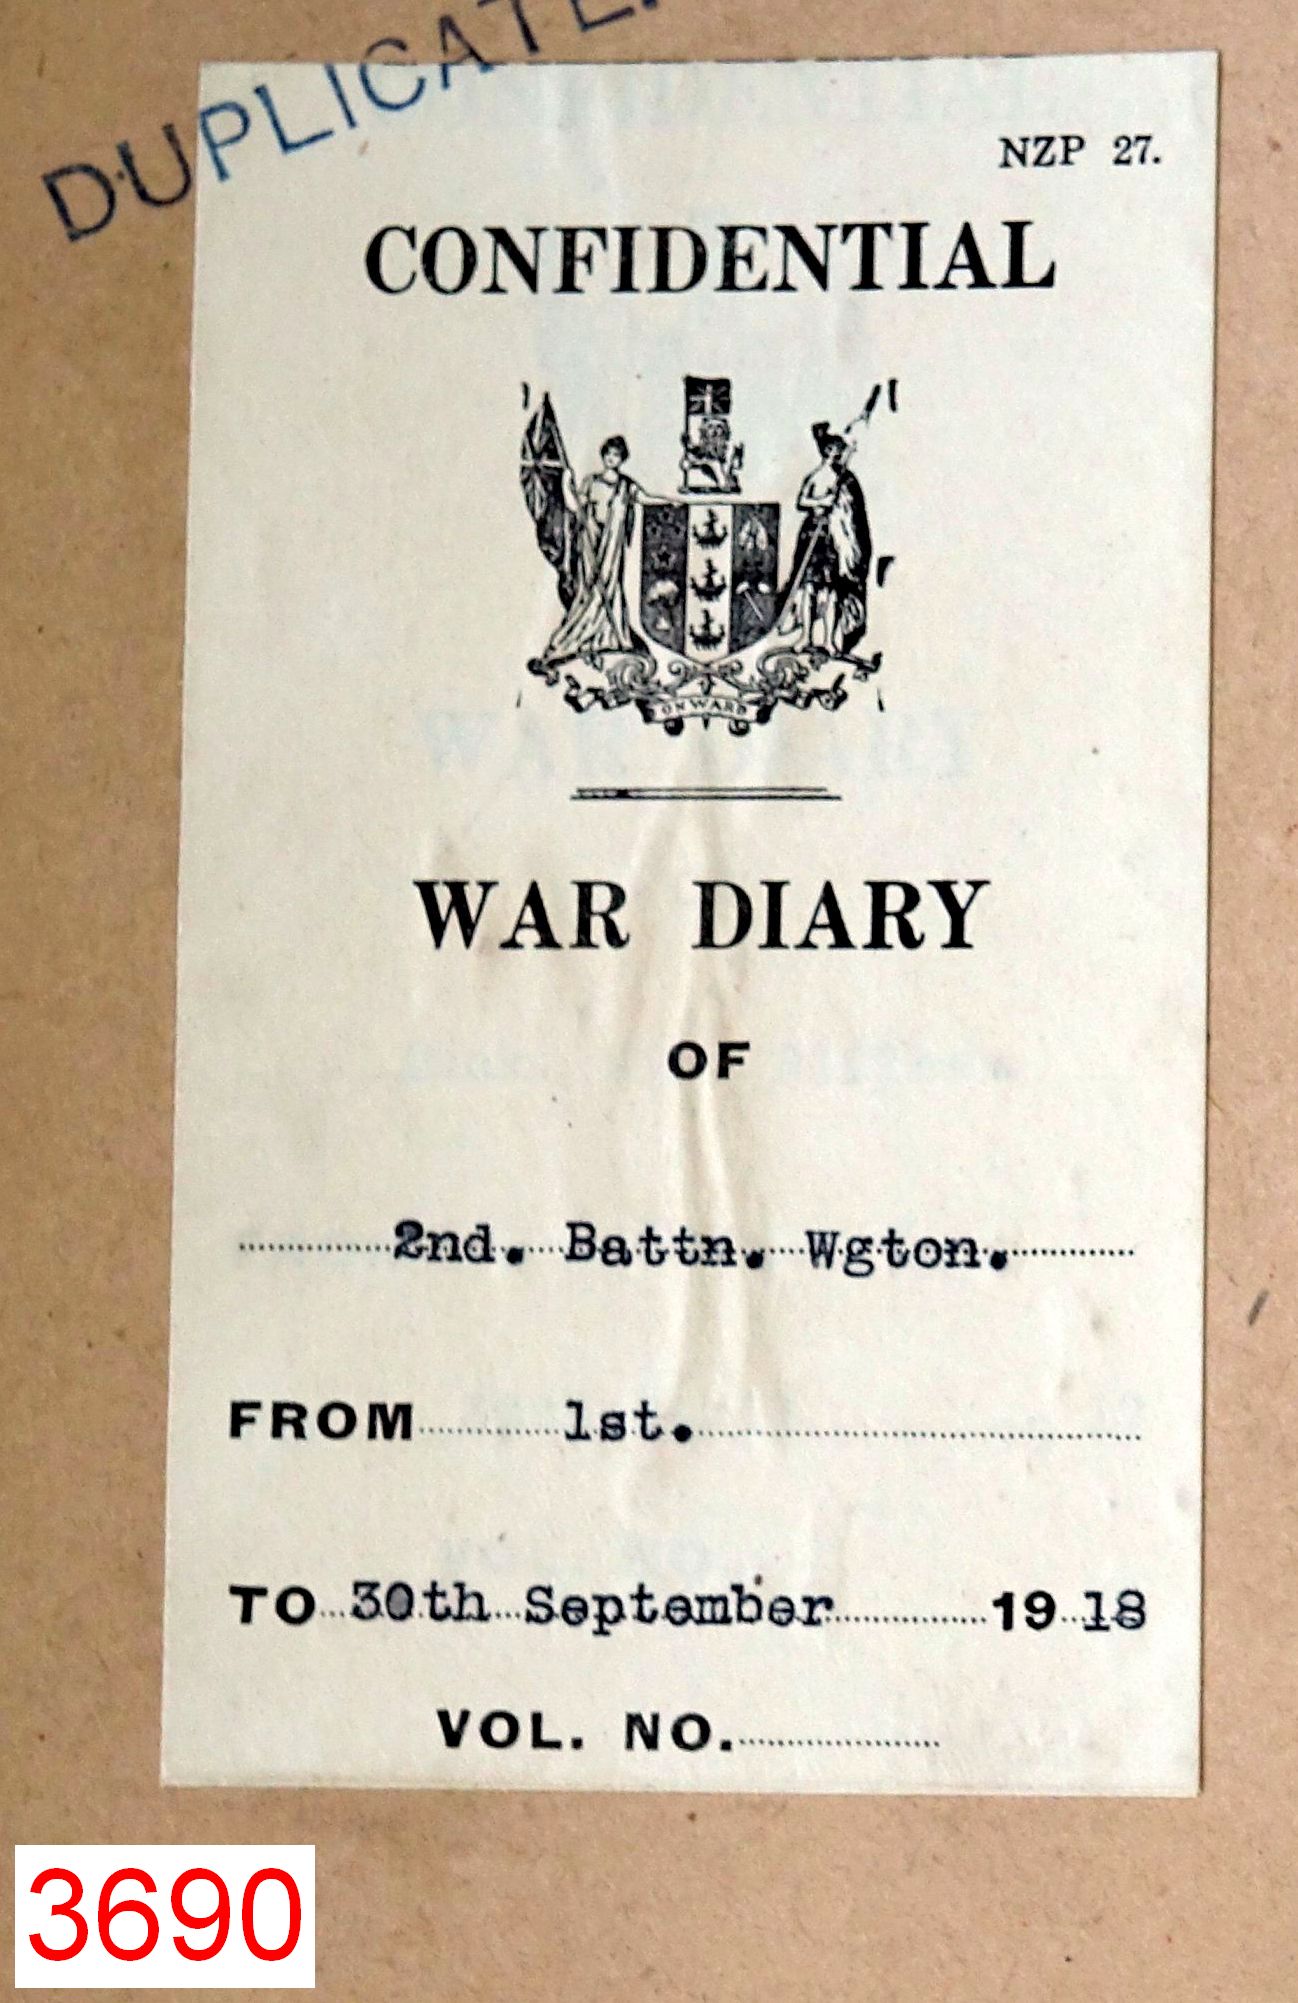 DUPLICATE.
NZP 27.
CONFIDENTIAL
ONWARD
WAR DIARY
OF
2nd. Battn. Wgton.
FROM 1st.
TO 30th September 1918
VOL. NO.
3690